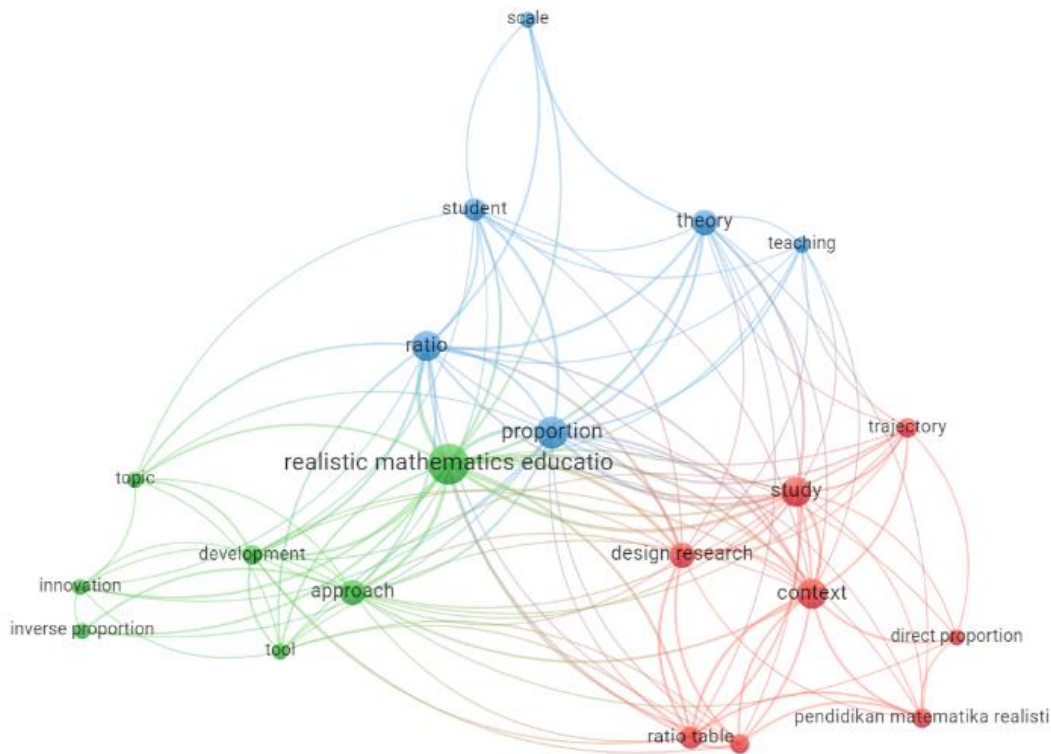 scale
student
theory
teaching
ratio
trajectory
proportion
realistic mathematics educatio
topic
study
development
design research
innovation
approach
context
inverse proportion
direct proportion
tool
pendidikan matematika realisti
ratio table